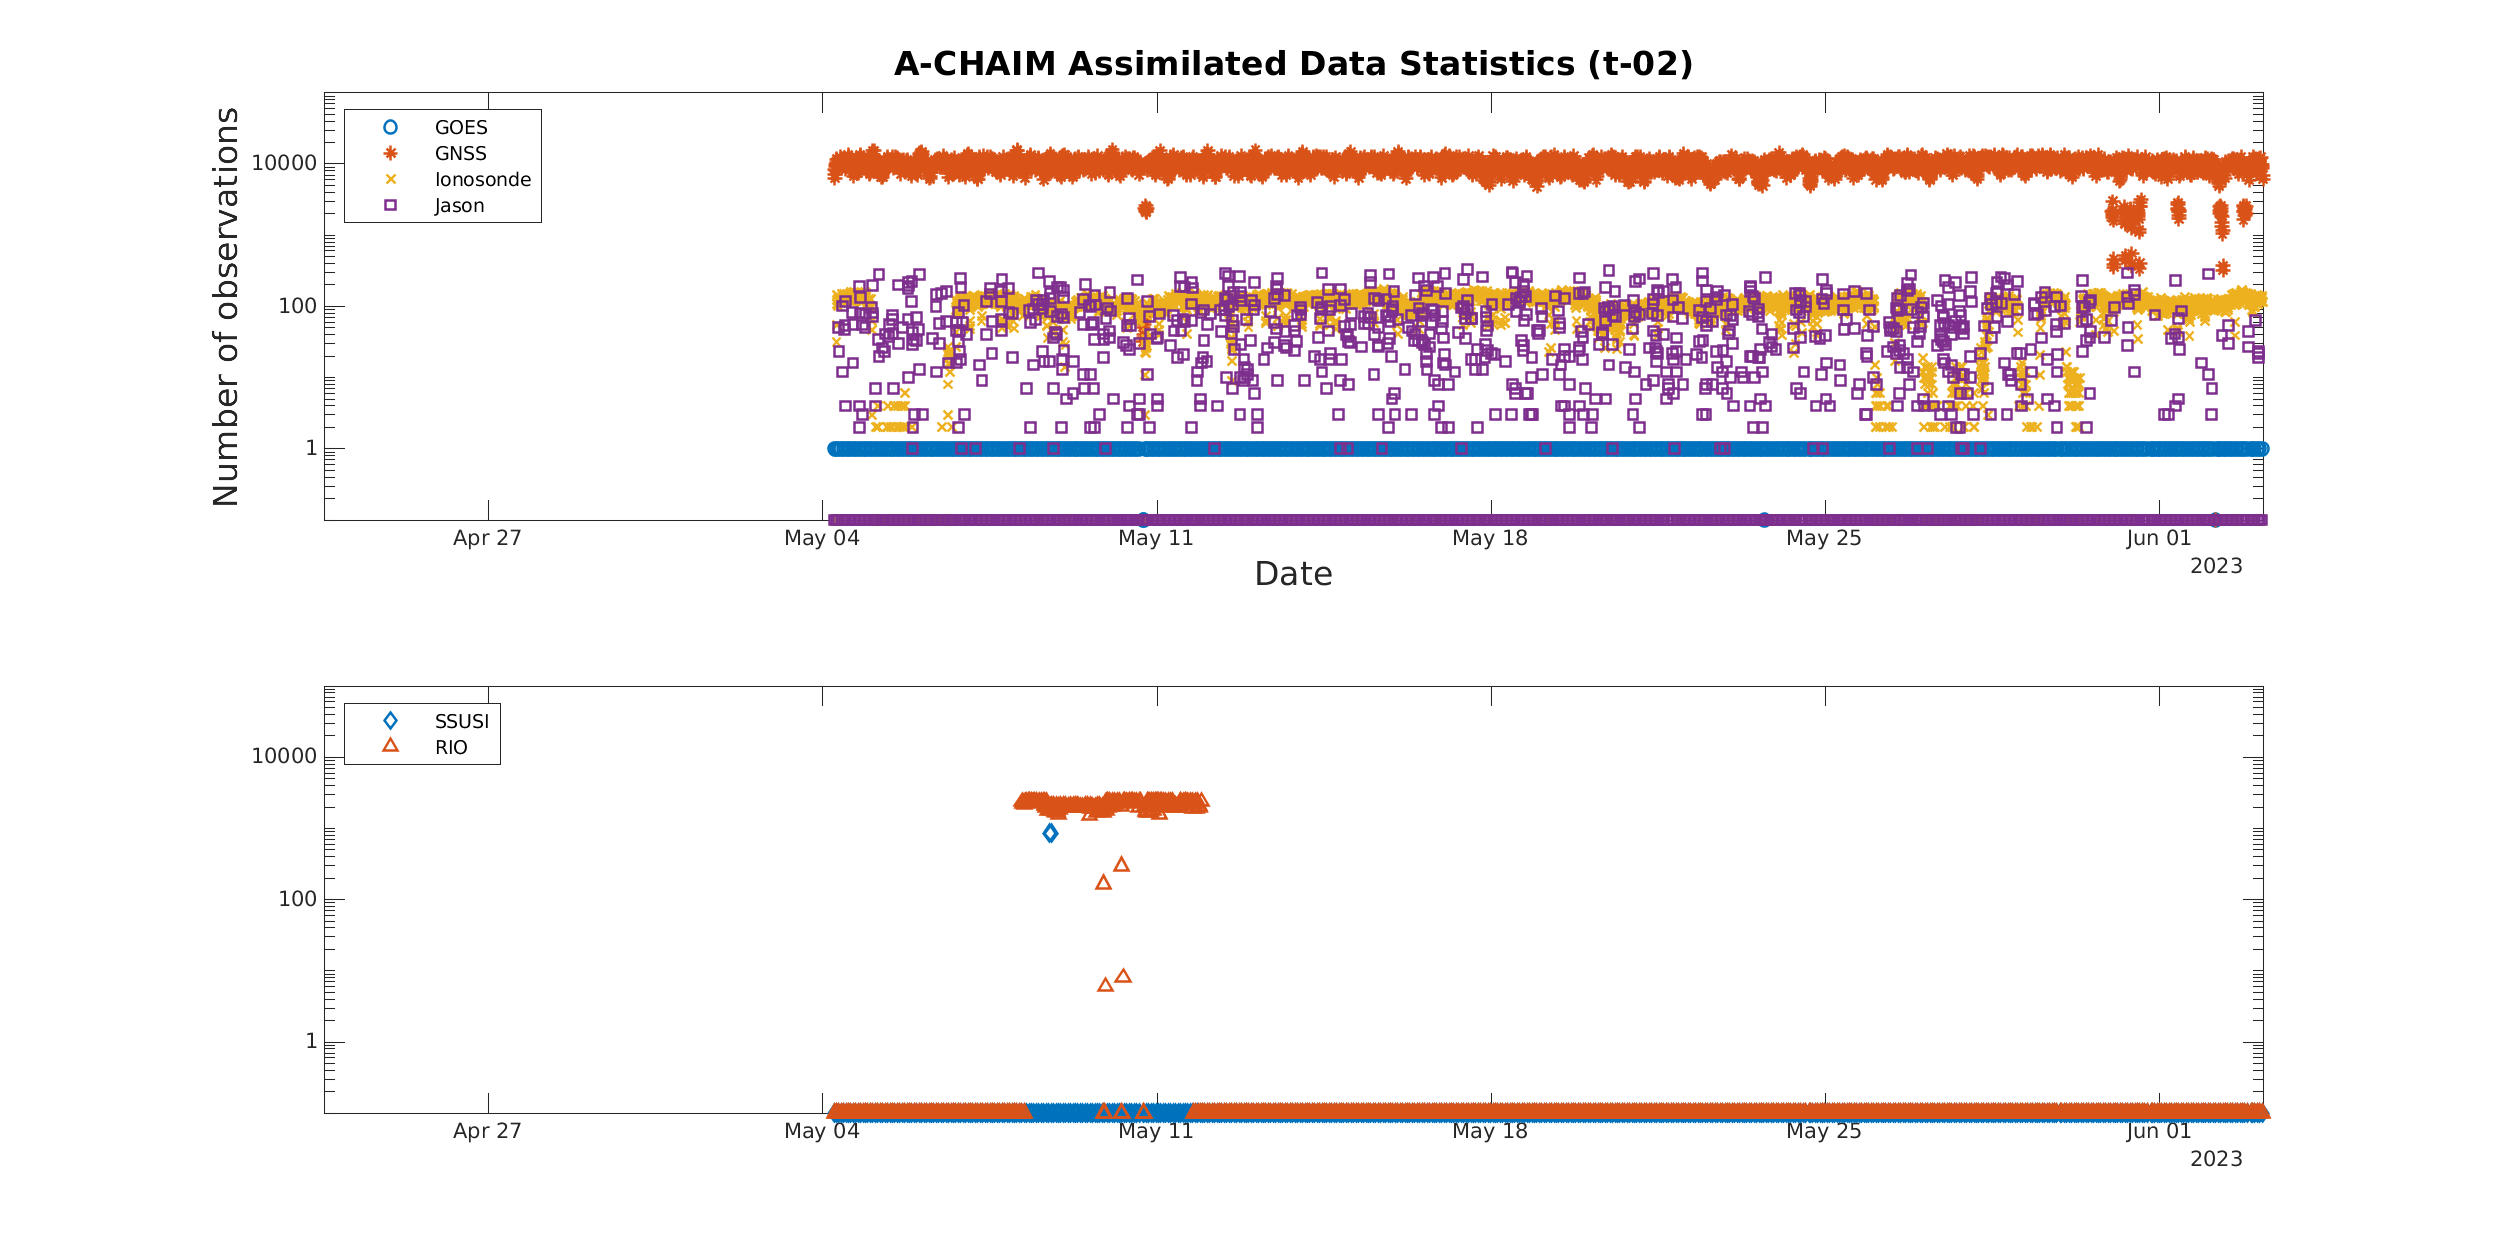 A-CHAIM Assimilated Data Statistics (t-02)
Number of observations
GOES
GNSS
Ionosonde
Jason
10000
100
1
Apr 27 May 04 May 11 May 18 May 25 Jun 01
2023
Date
SSUSI
RIO
10000
100
1
Apr 27 May 04 May 11 May 18 May 25 Jun 01
2023